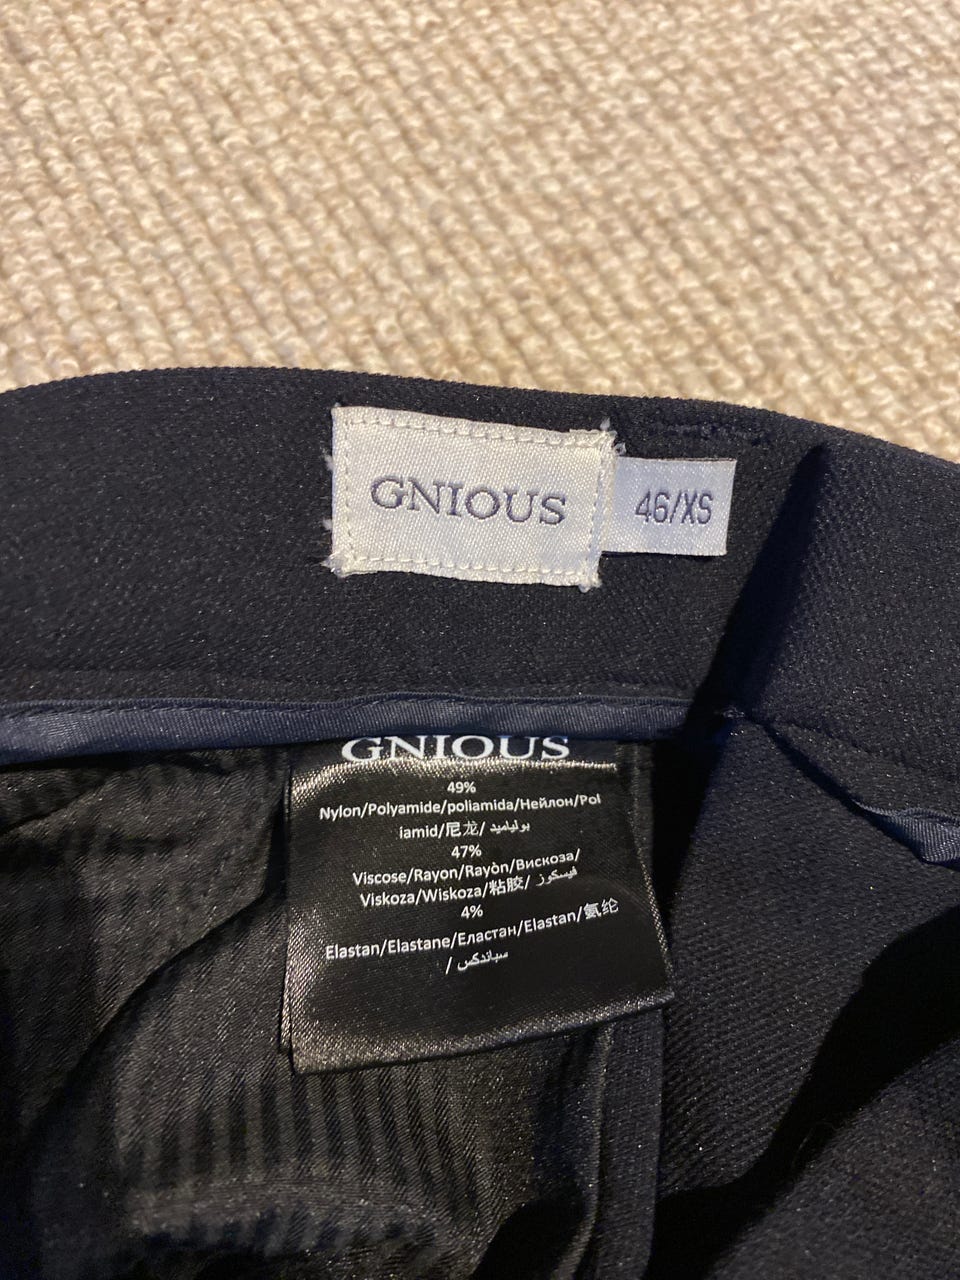 GNIOUS
46/XS
GNIOUS
49%
Nylon/Polyamide/poliamida/Нейлон/Pol
iamid/尼龙/ بولياميد
47%
Viscose/Rayon/Rayòn/Вискоза/
Viskoza/Wiskoza/粘胶/ فيسكوز
4%
Elastan/Elastane/Еластан/Elastan/氨纶
/ سباندكس